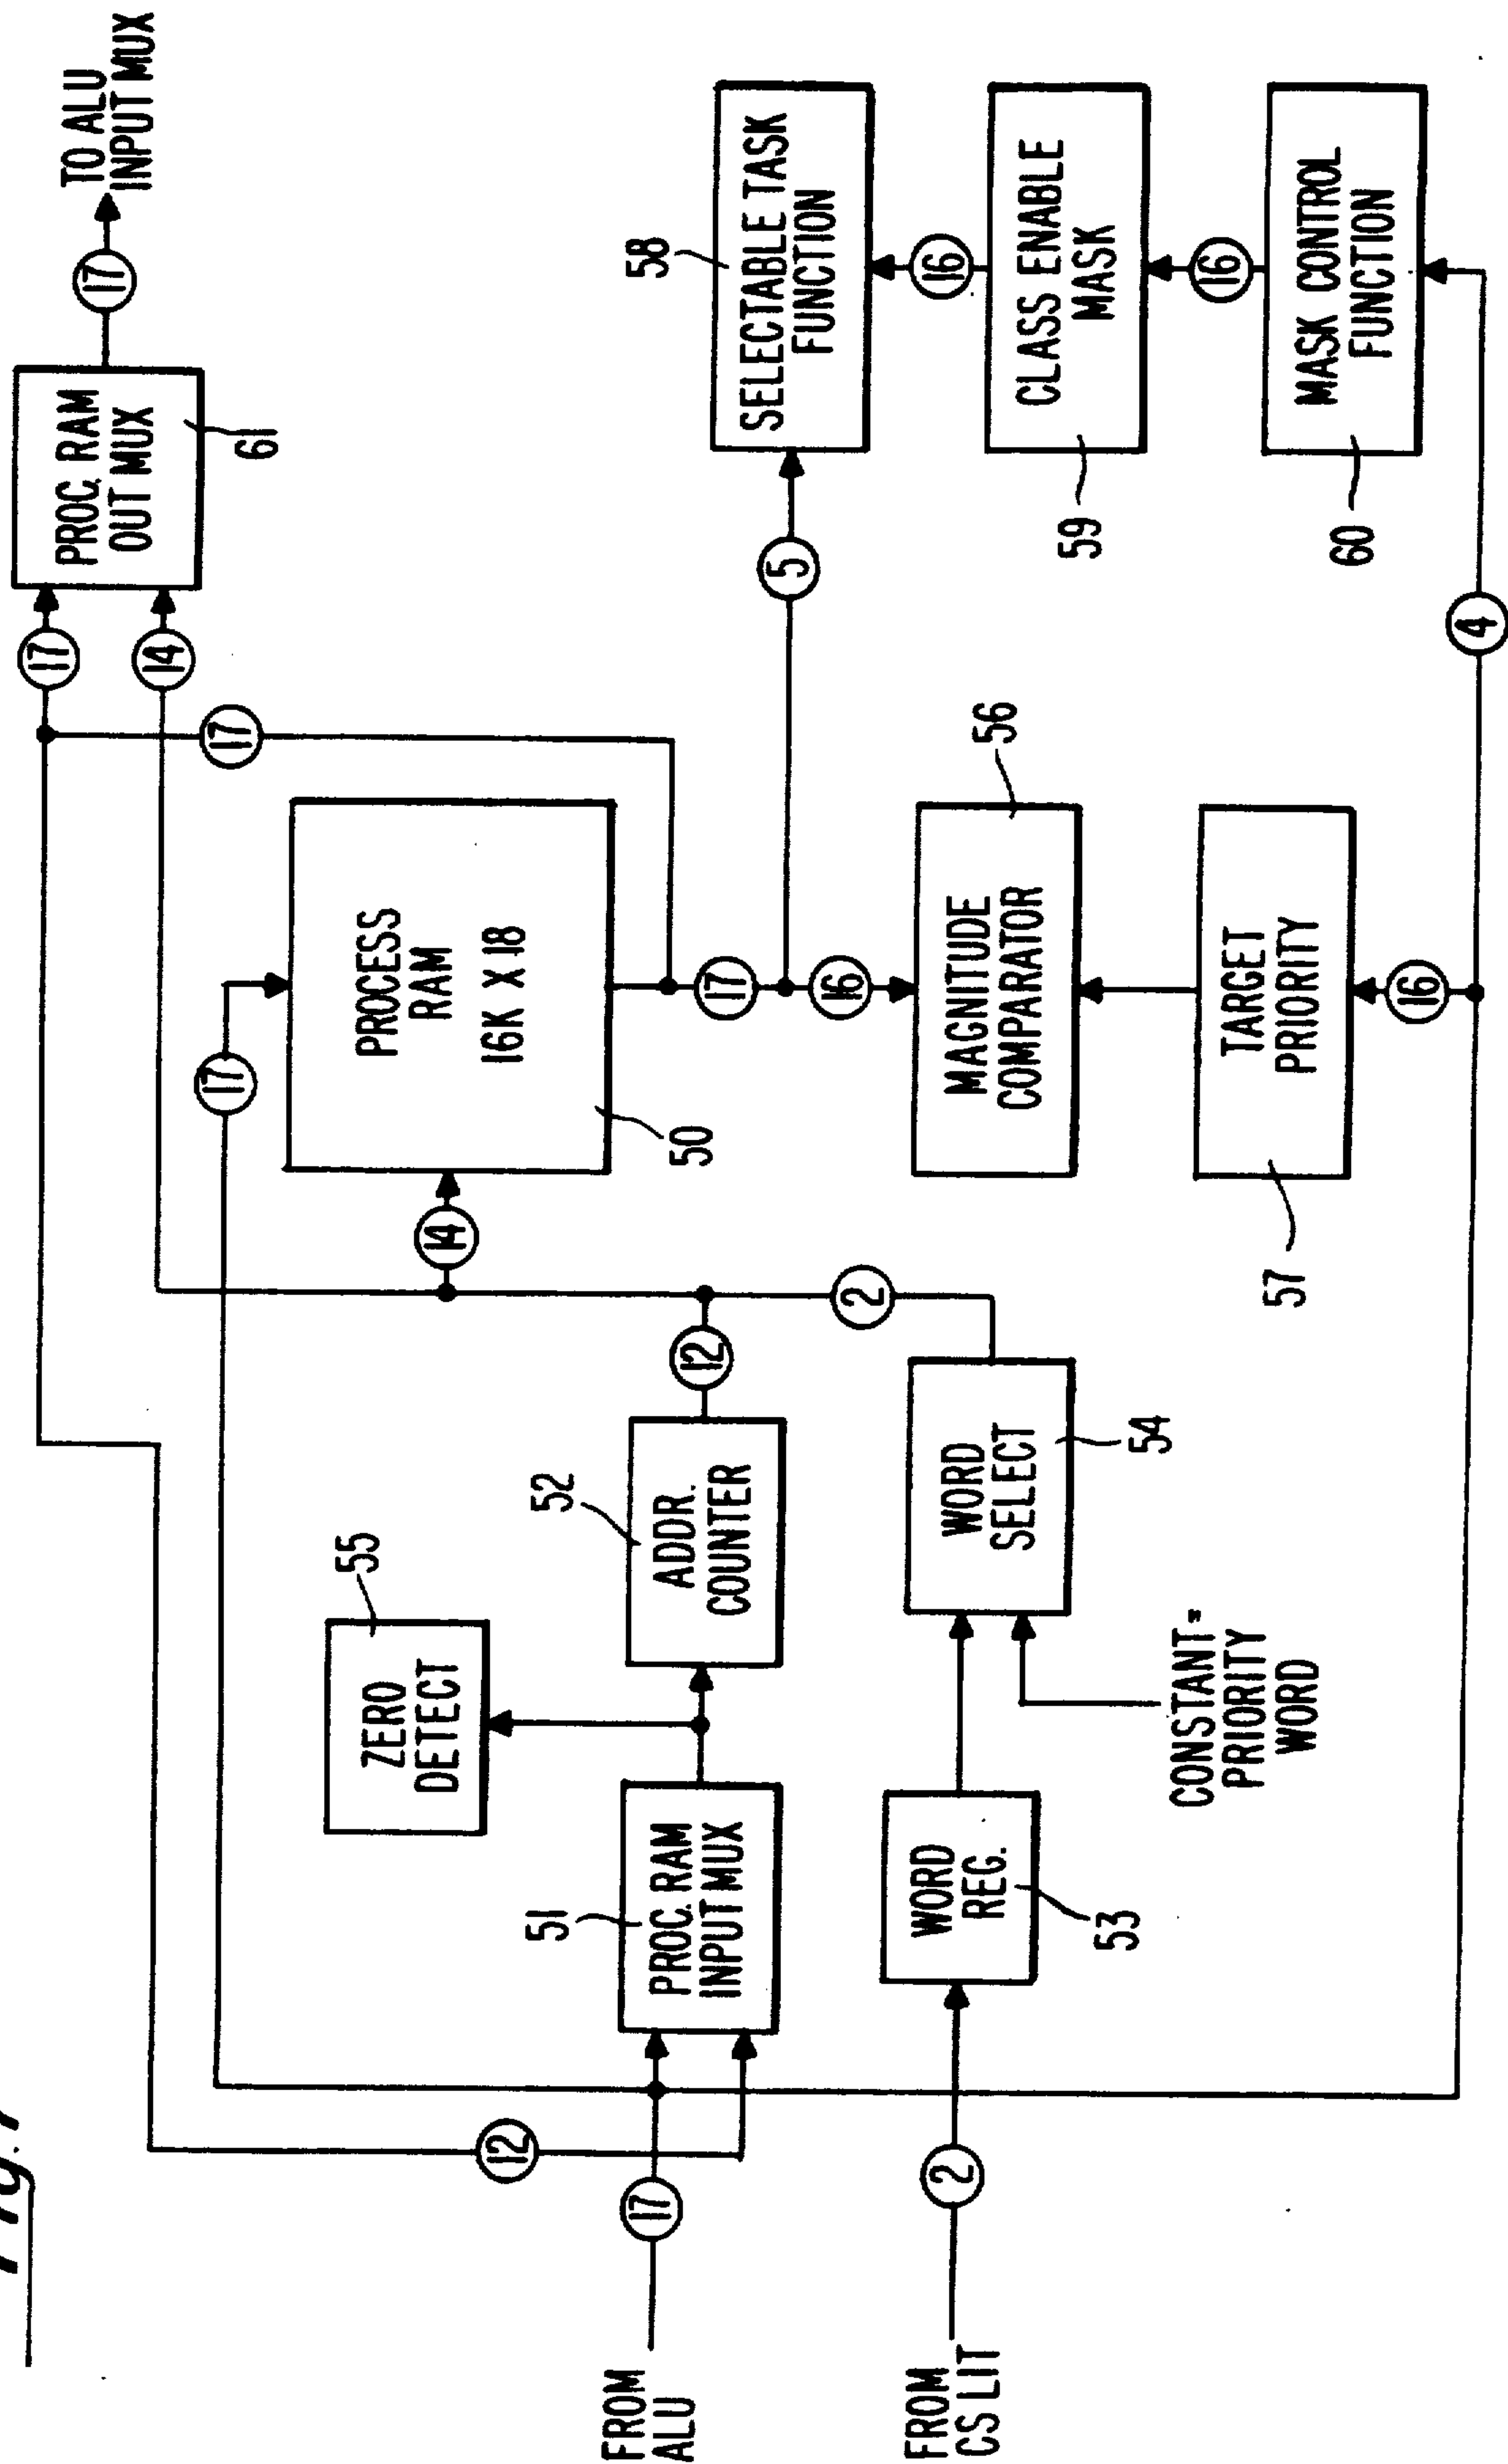 Fig. 7
TO ALU
INPUT MUX
17
PROC. RAM
OUT MUX
61
17
14
17
17
PROCESS
RAM
16K X 18
50
14
17
5
16
58
SELECTABLE TASK
FUNCTION
16
CLASS ENABLE
MASK
59
16
MASK CONTROL
FUNCTION
60
4
56
MAGNITUDE
COMPARATOR
TARGET
PRIORITY
57
16
55
ZERO
DETECT
52
ADDR.
COUNTER
12
2
51
PROC. RAM
INPUT MUX
WORD
SELECT
54
WORD
REG.
53
CONSTANT=
PRIORITY
WORD
12
17
2
FROM
ALU
FROM
CS LIT